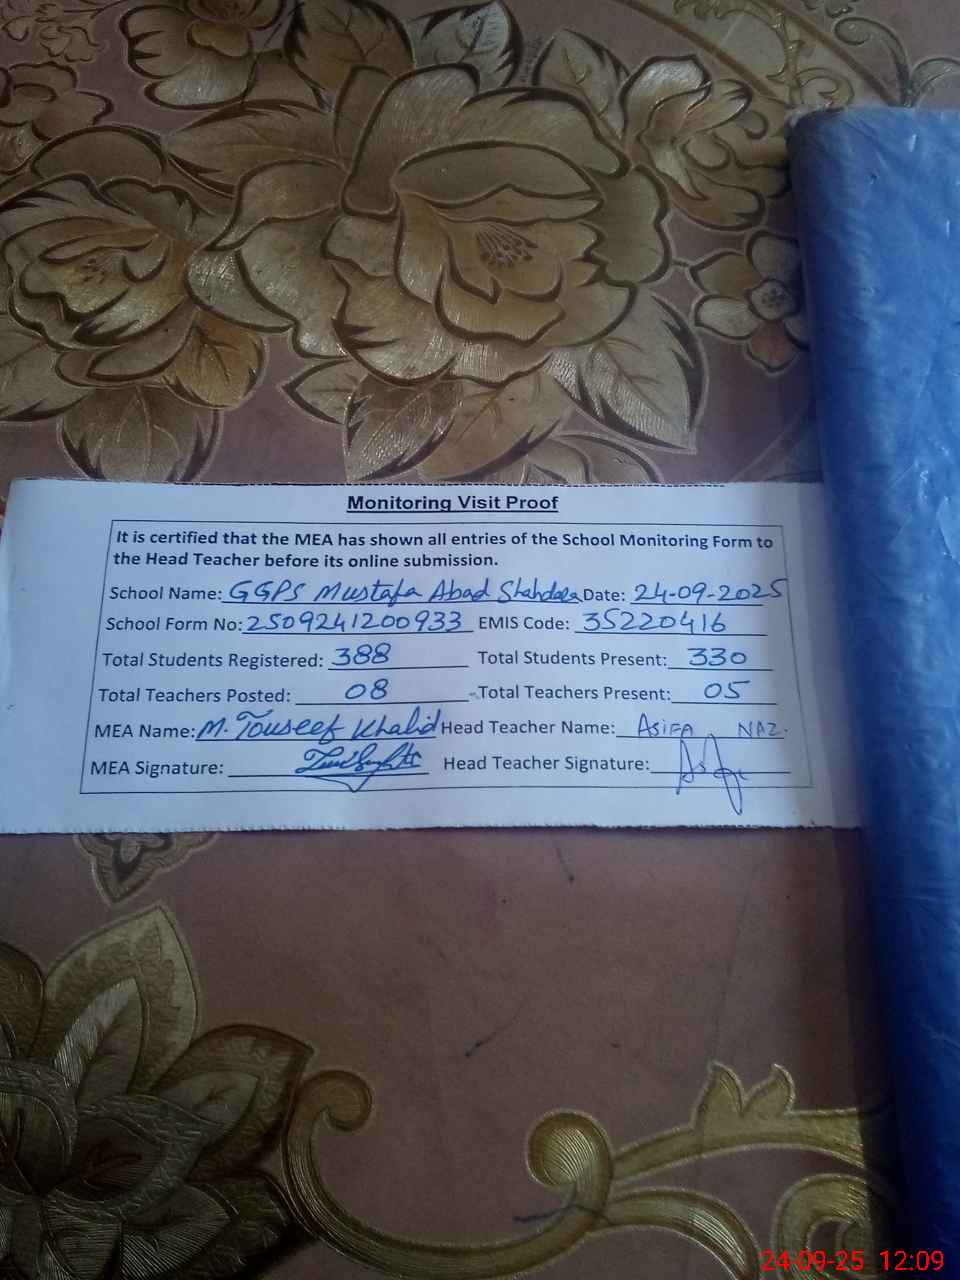 Monitoring Visit Proof
It is certified that the MEA has shown all entries of the School Monitoring Form to
the Head Teacher before its online submission.
School Name: GGPS Mustafa Abad Shahdara Date: 24-09-2025
School Form No: 2509241200933 EMIS Code: 35220416
Total Students Registered: 388 Total Students Present: 330
Total Teachers Posted: 08 Total Teachers Present: 05
MEA Name: M. Touseef Khalid Head Teacher Name: ASIFA NAZ.
MEA Signature: Head Teacher Signature:
24-09-25 12:09